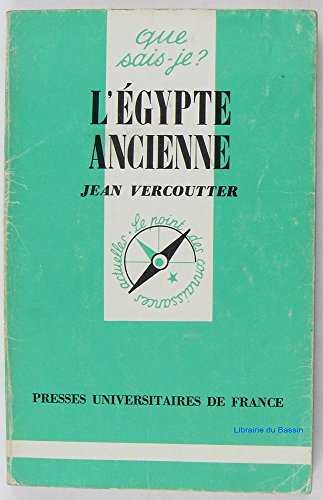 que
sais-je?
L'ÉGYPTE
ANCIENNE
JEAN VERCOUTTER
Le point des connaissances actuelles
PRESSES UNIVERSITAIRES DE FRANCE
Librairie du Bassin